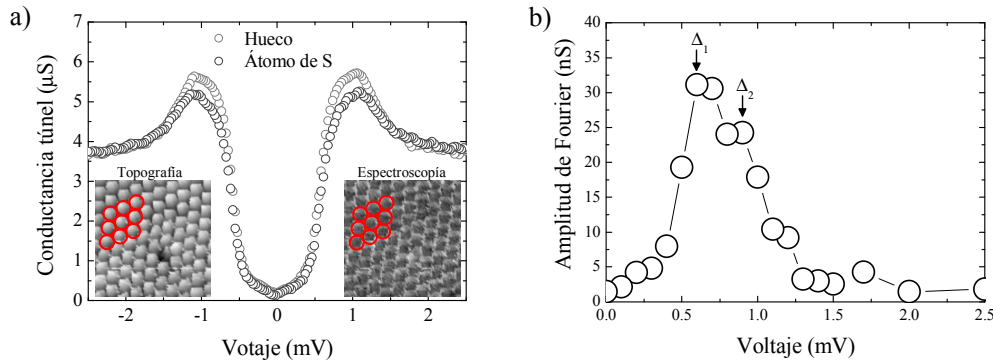 a)
Conductancia túnel (µS)
7
6
5
4
3
2
1
0
Hueco
Átomo de S
Topografía
Espectroscopía
-2
-1
0
1
2
Votaje (mV)
b)
Amplitud de Fourier (nS)
40
35
30
25
20
15
10
5
0
Δ1
Δ2
0.0
0.5
1.0
1.5
2.0
2.5
Voltaje (mV)